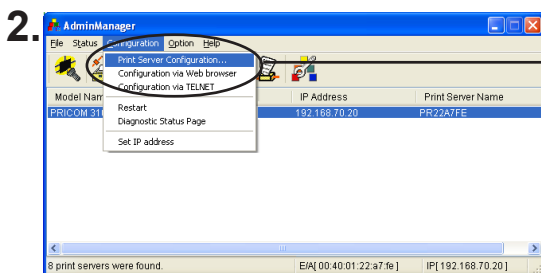 2.
AdminManager
File Status Configuration Option Help
Print Server Configuration...
Configuration via Web browser
Configuration via TELNET
Restart
Diagnostic Status Page
Set IP address
Model Nam IP Address Print Server Name
PRICOM 31 192.168.70.20 PR22A7FE
8 print servers were found. E/A[ 00:40:01:22:a7:fe ] IP[ 192.168.70.20 ]